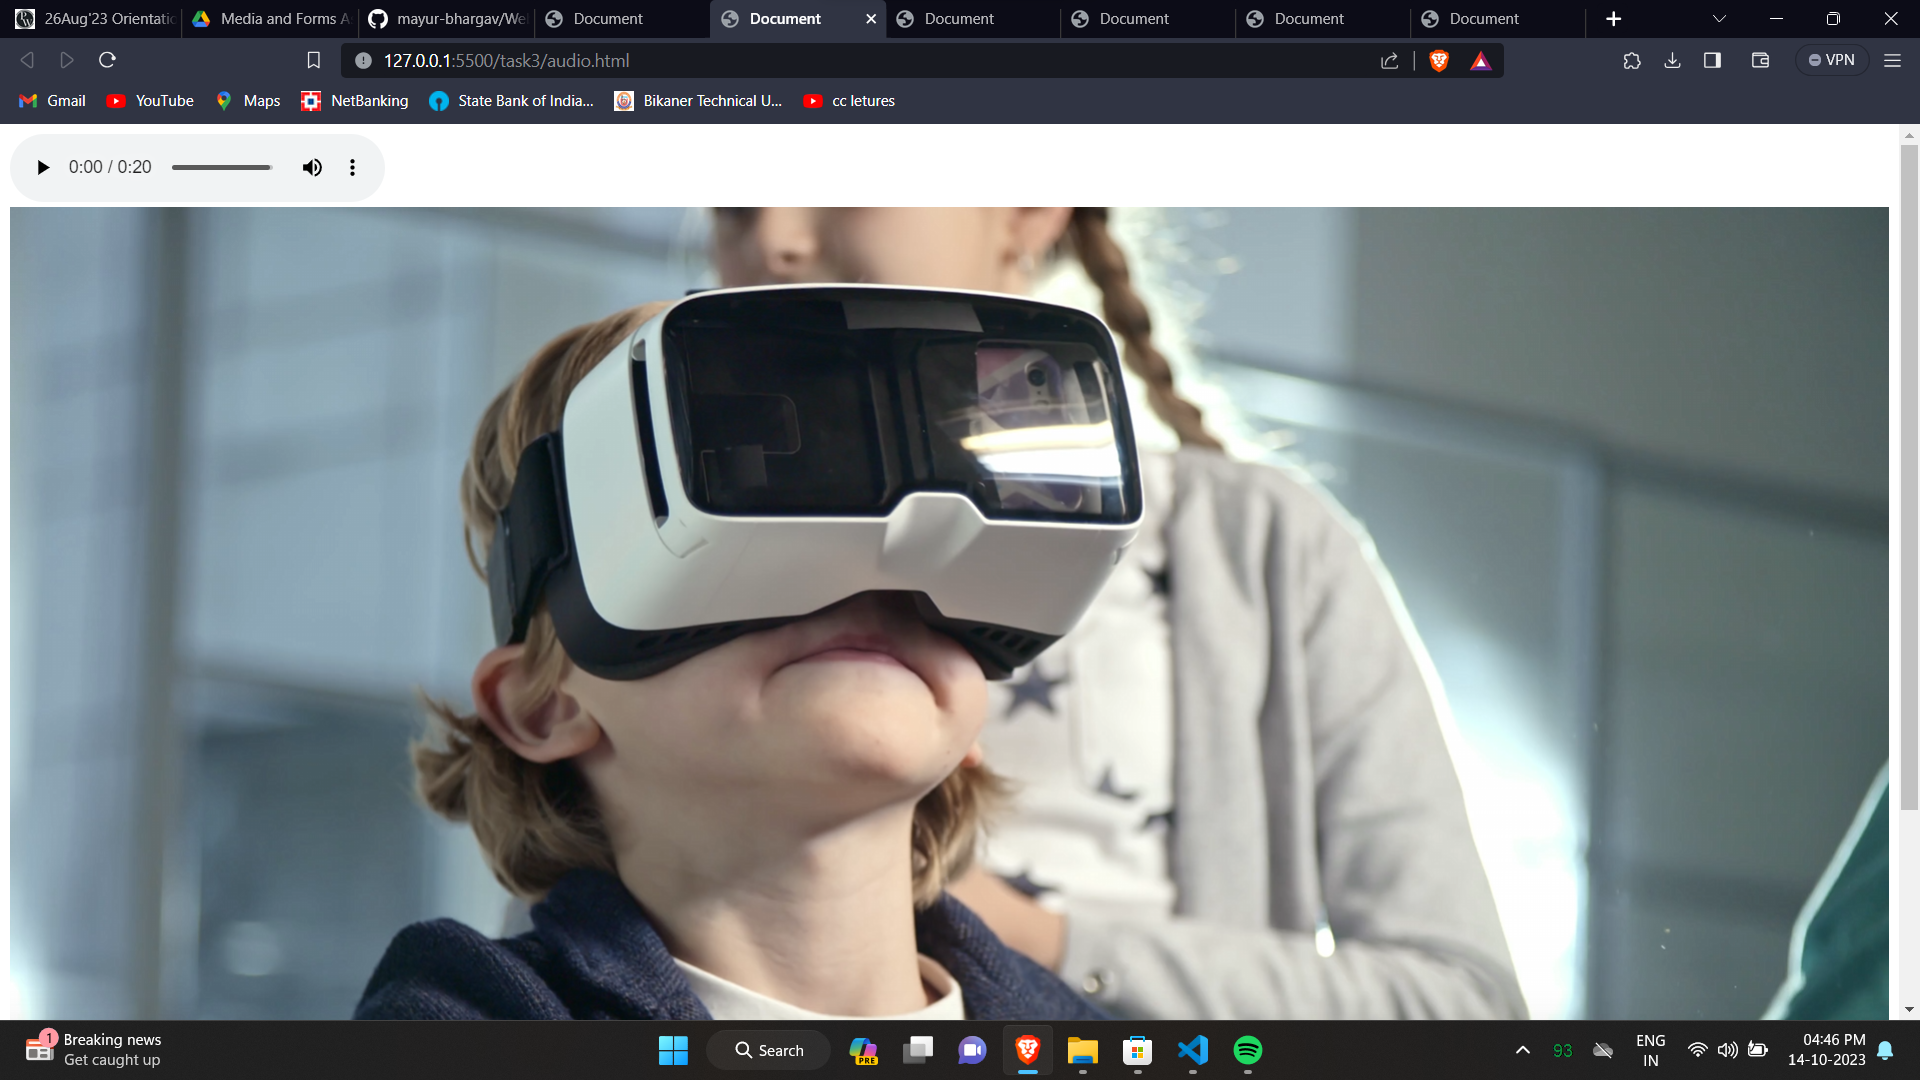 26Aug'23 Orientatic
Media and Forms A
mayur-bhargav/We
Document
Document
Document
Document
Document
Document
127.0.0.1:5500/task3/audio.html
VPN
Gmail
YouTube
Maps
NetBanking
State Bank of India...
Bikaner Technical U...
cc letures
0:00 / 0:20
1
Breaking news
Get caught up
Search
PRE
93
ENG
IN
04:46 PM
14-10-2023